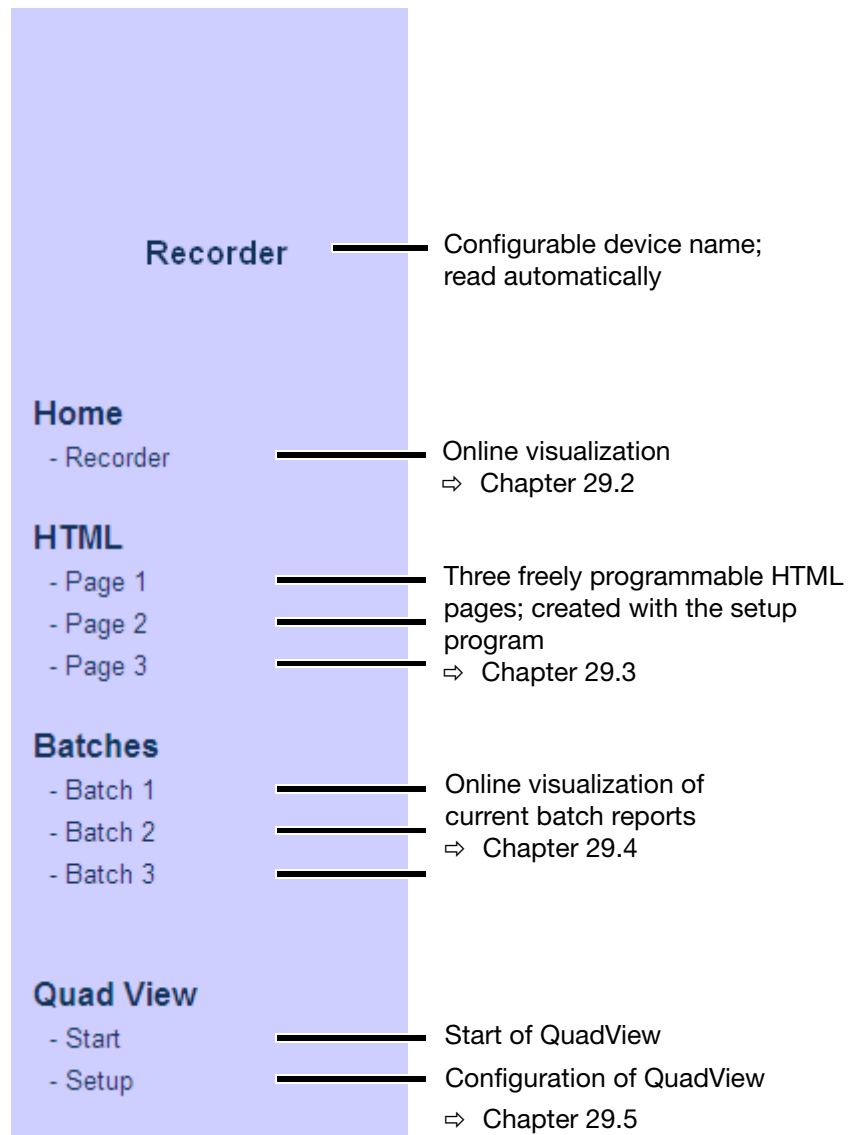 Recorder
Configurable device name;
read automatically
Home
- Recorder
Online visualization
⇨ Chapter 29.2
HTML
- Page 1
- Page 2
- Page 3
Three freely programmable HTML
pages; created with the setup
program
⇨ Chapter 29.3
Batches
- Batch 1
- Batch 2
- Batch 3
Online visualization of
current batch reports
⇨ Chapter 29.4
Quad View
- Start
Start of QuadView
- Setup
Configuration of QuadView
⇨ Chapter 29.5